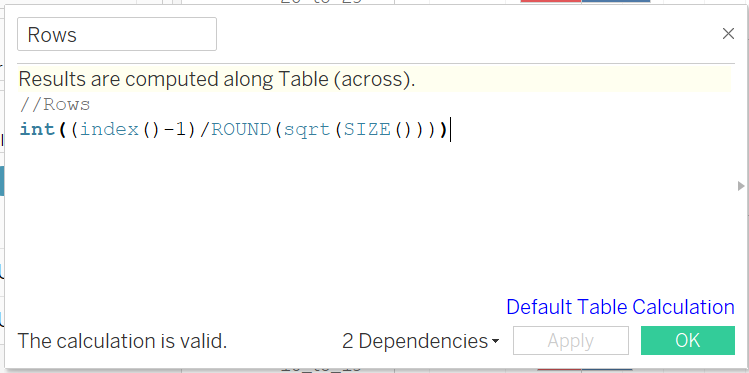 Rows
Results are computed along Table (across).
//Rows
int((index()-1)/ROUND(sqrt(SIZE())))
Default Table Calculation
The calculation is valid.
2 Dependencies
Apply
OK